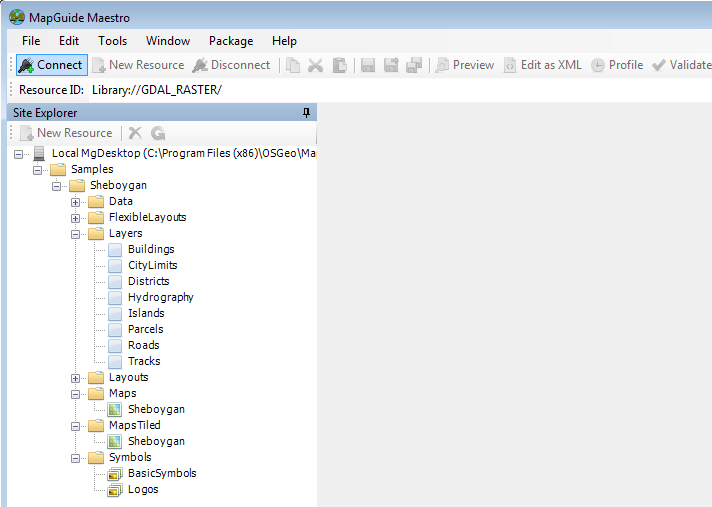 MapGuide Maestro
File Edit Tools Window Package Help
Connect New Resource Disconnect Preview Edit as XML Profile Validate
Resource ID: Library://GDAL_RASTER/
Site Explorer
New Resource
Local MgDesktop (C:\Program Files (x86)\OSGeo\Ma
Samples
Sheboygan
Data
FlexibleLayouts
Layers
Buildings
CityLimits
Districts
Hydrography
Islands
Parcels
Roads
Tracks
Layouts
Maps
Sheboygan
MapsTiled
Sheboygan
Symbols
BasicSymbols
Logos